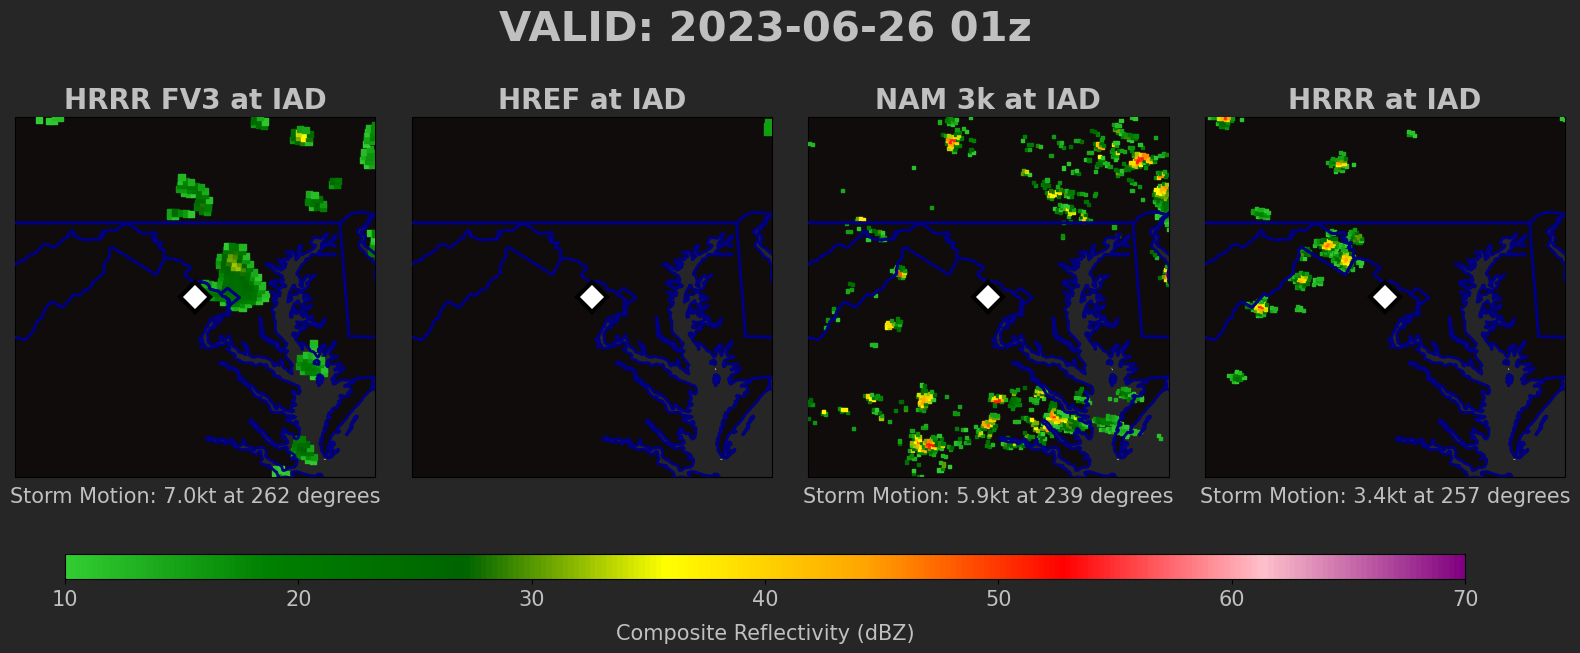 VALID: 2023-06-26 01z
HRRR FV3 at IAD
HREF at IAD
NAM 3k at IAD
HRRR at IAD
Storm Motion: 7.0kt at 262 degrees
Storm Motion: 5.9kt at 239 degrees
Storm Motion: 3.4kt at 257 degrees
10 20 30 40 50 60 70
Composite Reflectivity (dBZ)